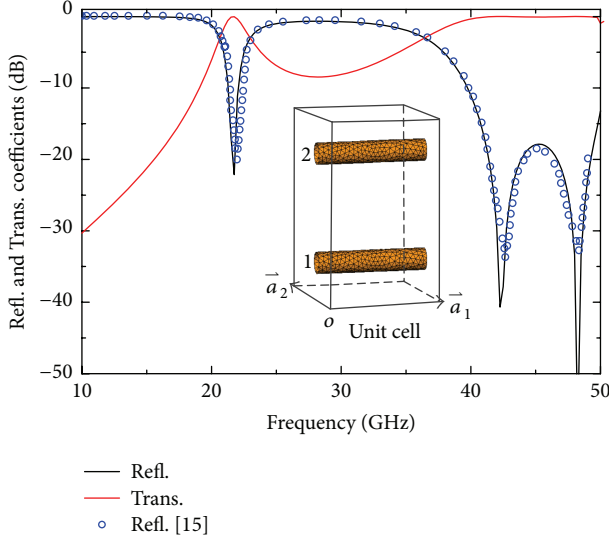 Refl. and Trans. coefficients (dB)
0
−10
−20
−30
−40
−50
2
1
a₂
a₁
o
Unit cell
10
20
30
40
50
Frequency (GHz)
Refl.
Trans.
Refl. [15]